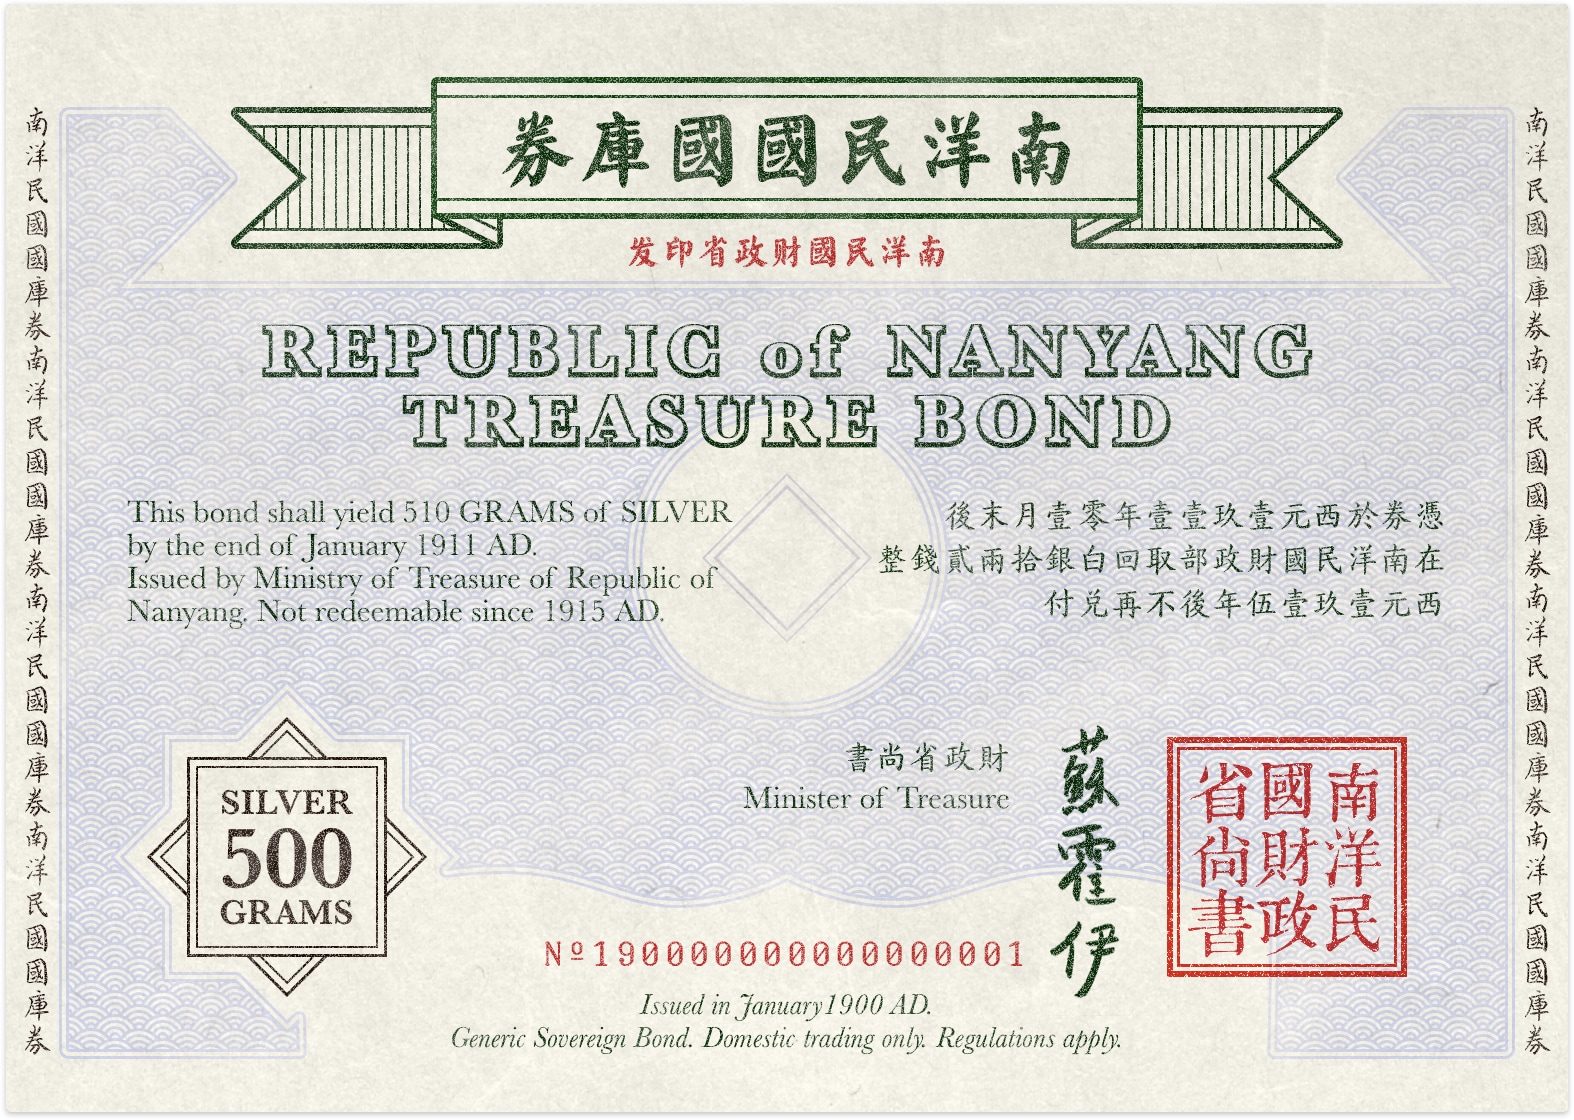 南洋民國國庫券南洋民國國庫券南洋民國國庫券南洋民國國庫券
南洋民國國庫券
南洋民國財政省印发
REPUBLIC of NANYANG
TREASURE BOND
This bond shall yield 510 GRAMS of SILVER
by the end of January 1911 AD.
Issued by Ministry of Treasure of Republic of
Nanyang. Not redeemable since 1915 AD.
憑券於西元壹玖壹壹年零壹月末後
在南洋民國財政部取回白銀拾兩貳錢整
西元壹玖壹伍年後不再兑付
SILVER
500
GRAMS
財政省尚書
Minister of Treasure
蘇霍伊
南洋民
國財政
省尚書
Nº190000000000000001
Issued in January1900 AD.
Generic Sovereign Bond. Domestic trading only. Regulations apply.
南洋民國國庫券南洋民國國庫券南洋民國國庫券南洋民國國庫券